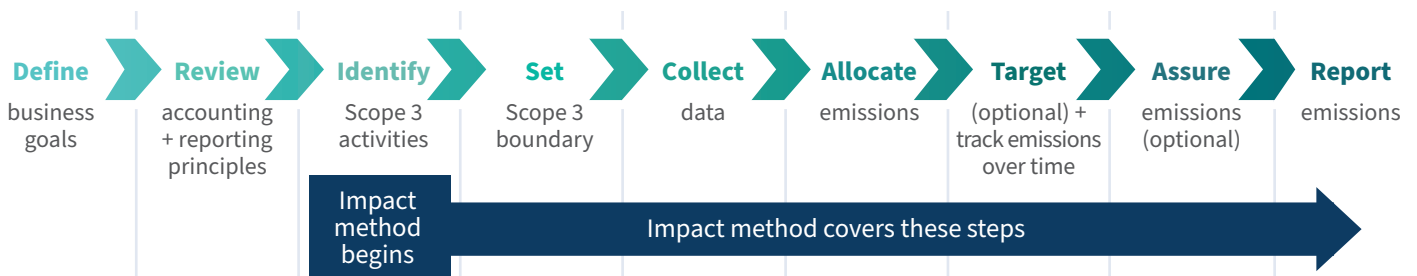 Define
business
goals
Review
accounting
+ reporting
principles
Identify
Scope 3
activities
Set
Scope 3
boundary
Collect
data
Allocate
emissions
Target
(optional) +
track emissions
over time
Assure
emissions
(optional)
Report
emissions
Impact
method
begins
Impact method covers these steps